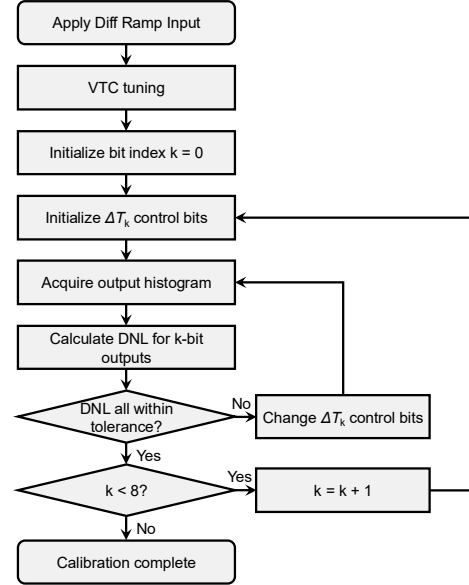 Apply Diff Ramp Input
VTC tuning
Initialize bit index k = 0
Initialize ΔTₖ control bits
Acquire output histogram
Calculate DNL for k-bit
outputs
DNL all within
tolerance?
No
Change ΔTₖ control bits
Yes
k < 8?
Yes
k = k + 1
No
Calibration complete